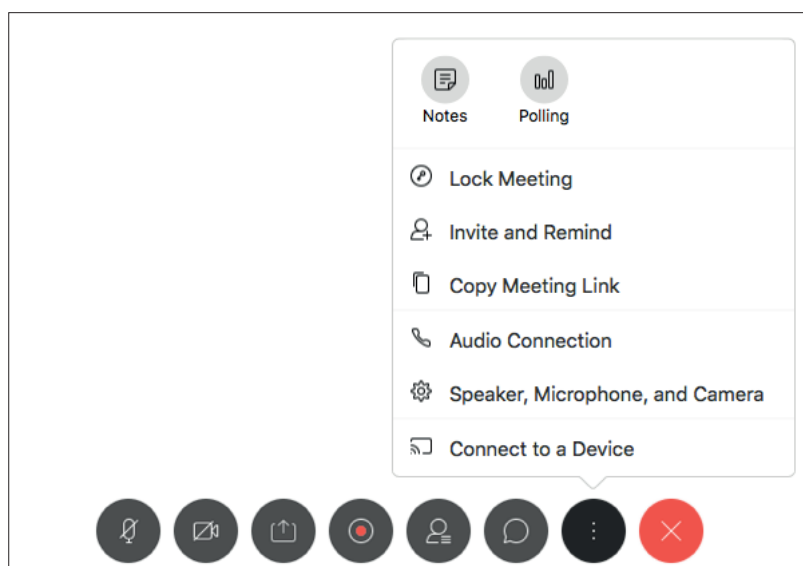 Notes Polling
Lock Meeting
Invite and Remind
Copy Meeting Link
Audio Connection
Speaker, Microphone, and Camera
Connect to a Device